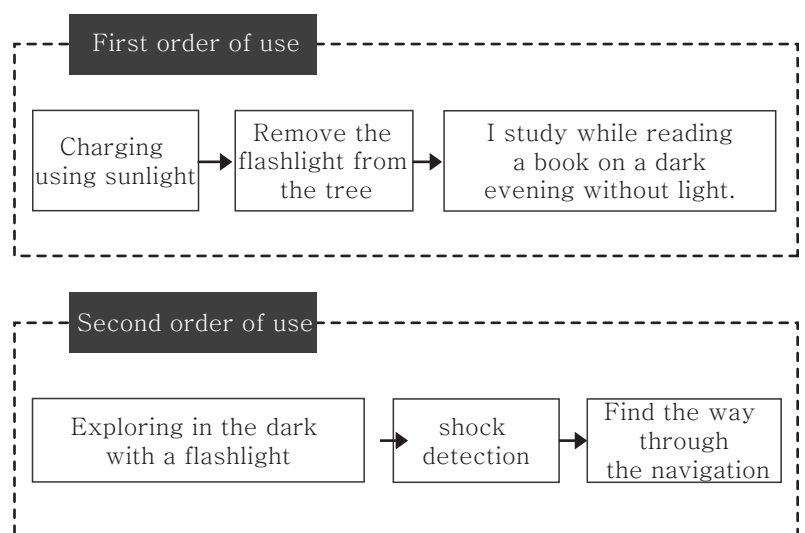 First order of use
Charging
using sunlight
Remove the
flashlight from
the tree
I study while reading
a book on a dark
evening without light.
Second order of use
Exploring in the dark
with a flashlight
shock
detection
Find the way
through
the navigation